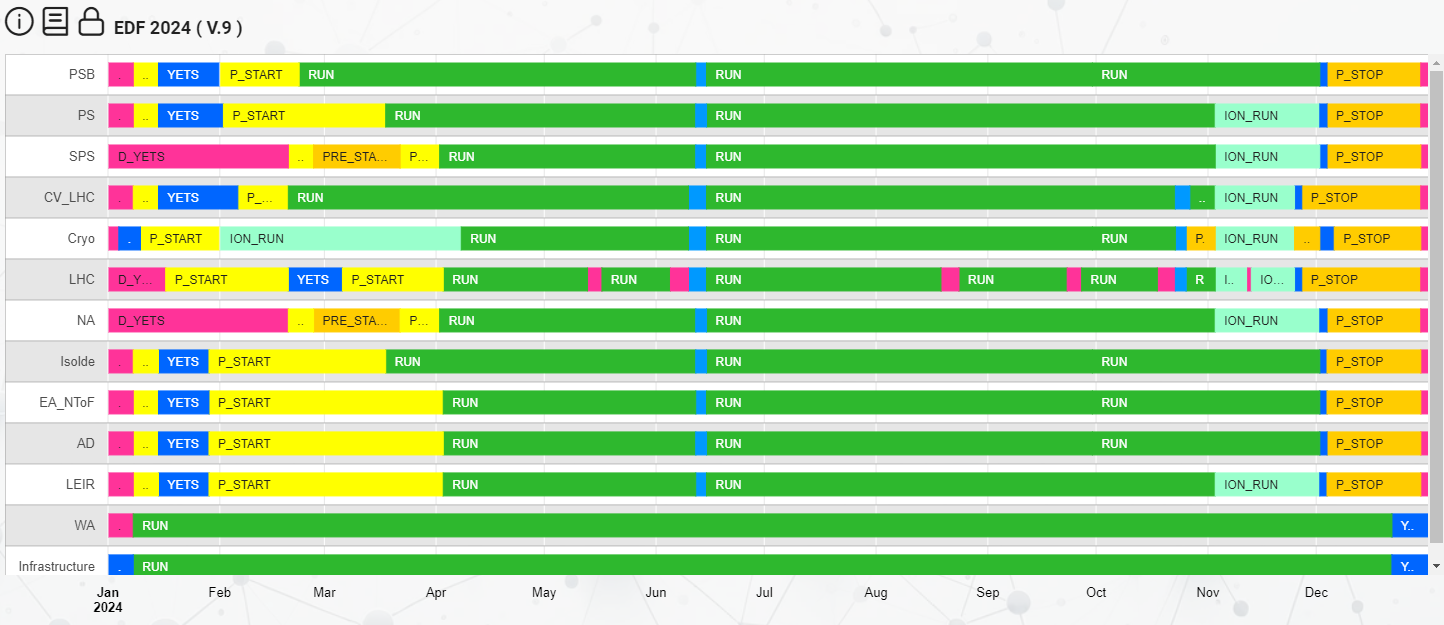 EDF 2024 ( V.9 )
PSB . .. YETS P_START RUN RUN RUN P_STOP
PS . .. YETS P_START RUN RUN ION_RUN P_STOP
SPS D_YETS .. PRE_STA... P... RUN RUN ION_RUN P_STOP
CV_LHC . .. YETS P_... RUN RUN .. ION_RUN P_STOP
Cryo . P_START ION_RUN RUN RUN RUN P. ION_RUN .. P_STOP
LHC D_Y... P_START YETS P_START RUN RUN RUN RUN RUN R I.. IO... P_STOP
NA D_YETS .. PRE_STA... P... RUN RUN ION_RUN P_STOP
Isolde . .. YETS P_START RUN RUN RUN P_STOP
EA_NToF . .. YETS P_START RUN RUN RUN P_STOP
AD . .. YETS P_START RUN RUN RUN P_STOP
LEIR . .. YETS P_START RUN RUN ION_RUN P_STOP
WA . RUN Y..
Infrastructure . RUN Y..
Jan Feb Mar Apr May Jun Jul Aug Sep Oct Nov Dec
2024